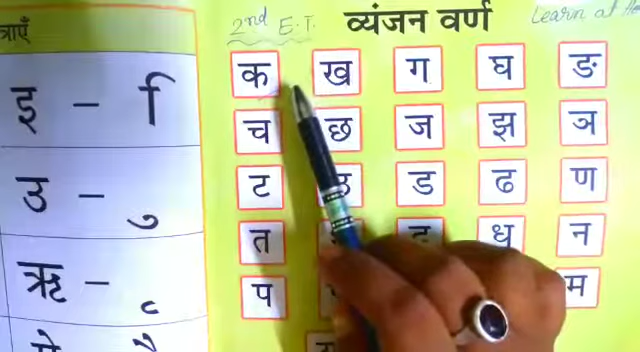 त्राएँ
इ – ि
उ – ु
ऋ – ृ
2nd E.T.
व्यंजन वर्ण
Learn at
क ख ग घ ङ
च छ ज झ ञ
ट ड ढ ण
त ध न
प म